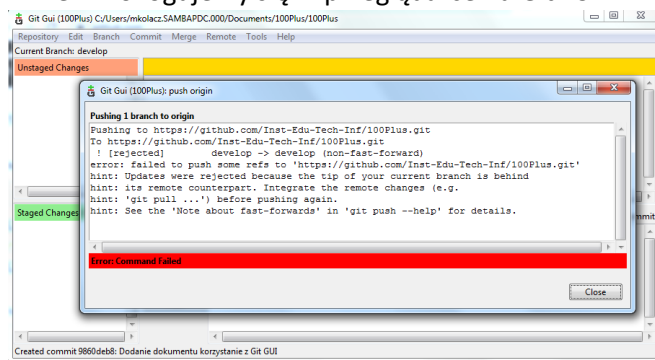 Git Gui (100Plus) C:/Users/mkolacz.SAMBAPDC.000/Documents/100Plus/100Plus
Repository Edit Branch Commit Merge Remote Tools Help
Current Branch: develop
Unstaged Changes
Git Gui (100Plus): push origin
Pushing 1 branch to origin
Pushing to https://github.com/Inst-Edu-Tech-Inf/100Plus.git
To https://github.com/Inst-Edu-Tech-Inf/100Plus.git
! [rejected] develop -> develop (non-fast-forward)
error: failed to push some refs to 'https://github.com/Inst-Edu-Tech-Inf/100Plus.git'
hint: Updates were rejected because the tip of your current branch is behind
hint: its remote counterpart. Integrate the remote changes (e.g.
hint: 'git pull ...') before pushing again.
hint: See the 'Note about fast-forwards' in 'git push --help' for details.
Staged Changes
Error: Command Failed
Close
Created commit 9860deb8: Dodanie dokumentu korzystanie z Git GUI